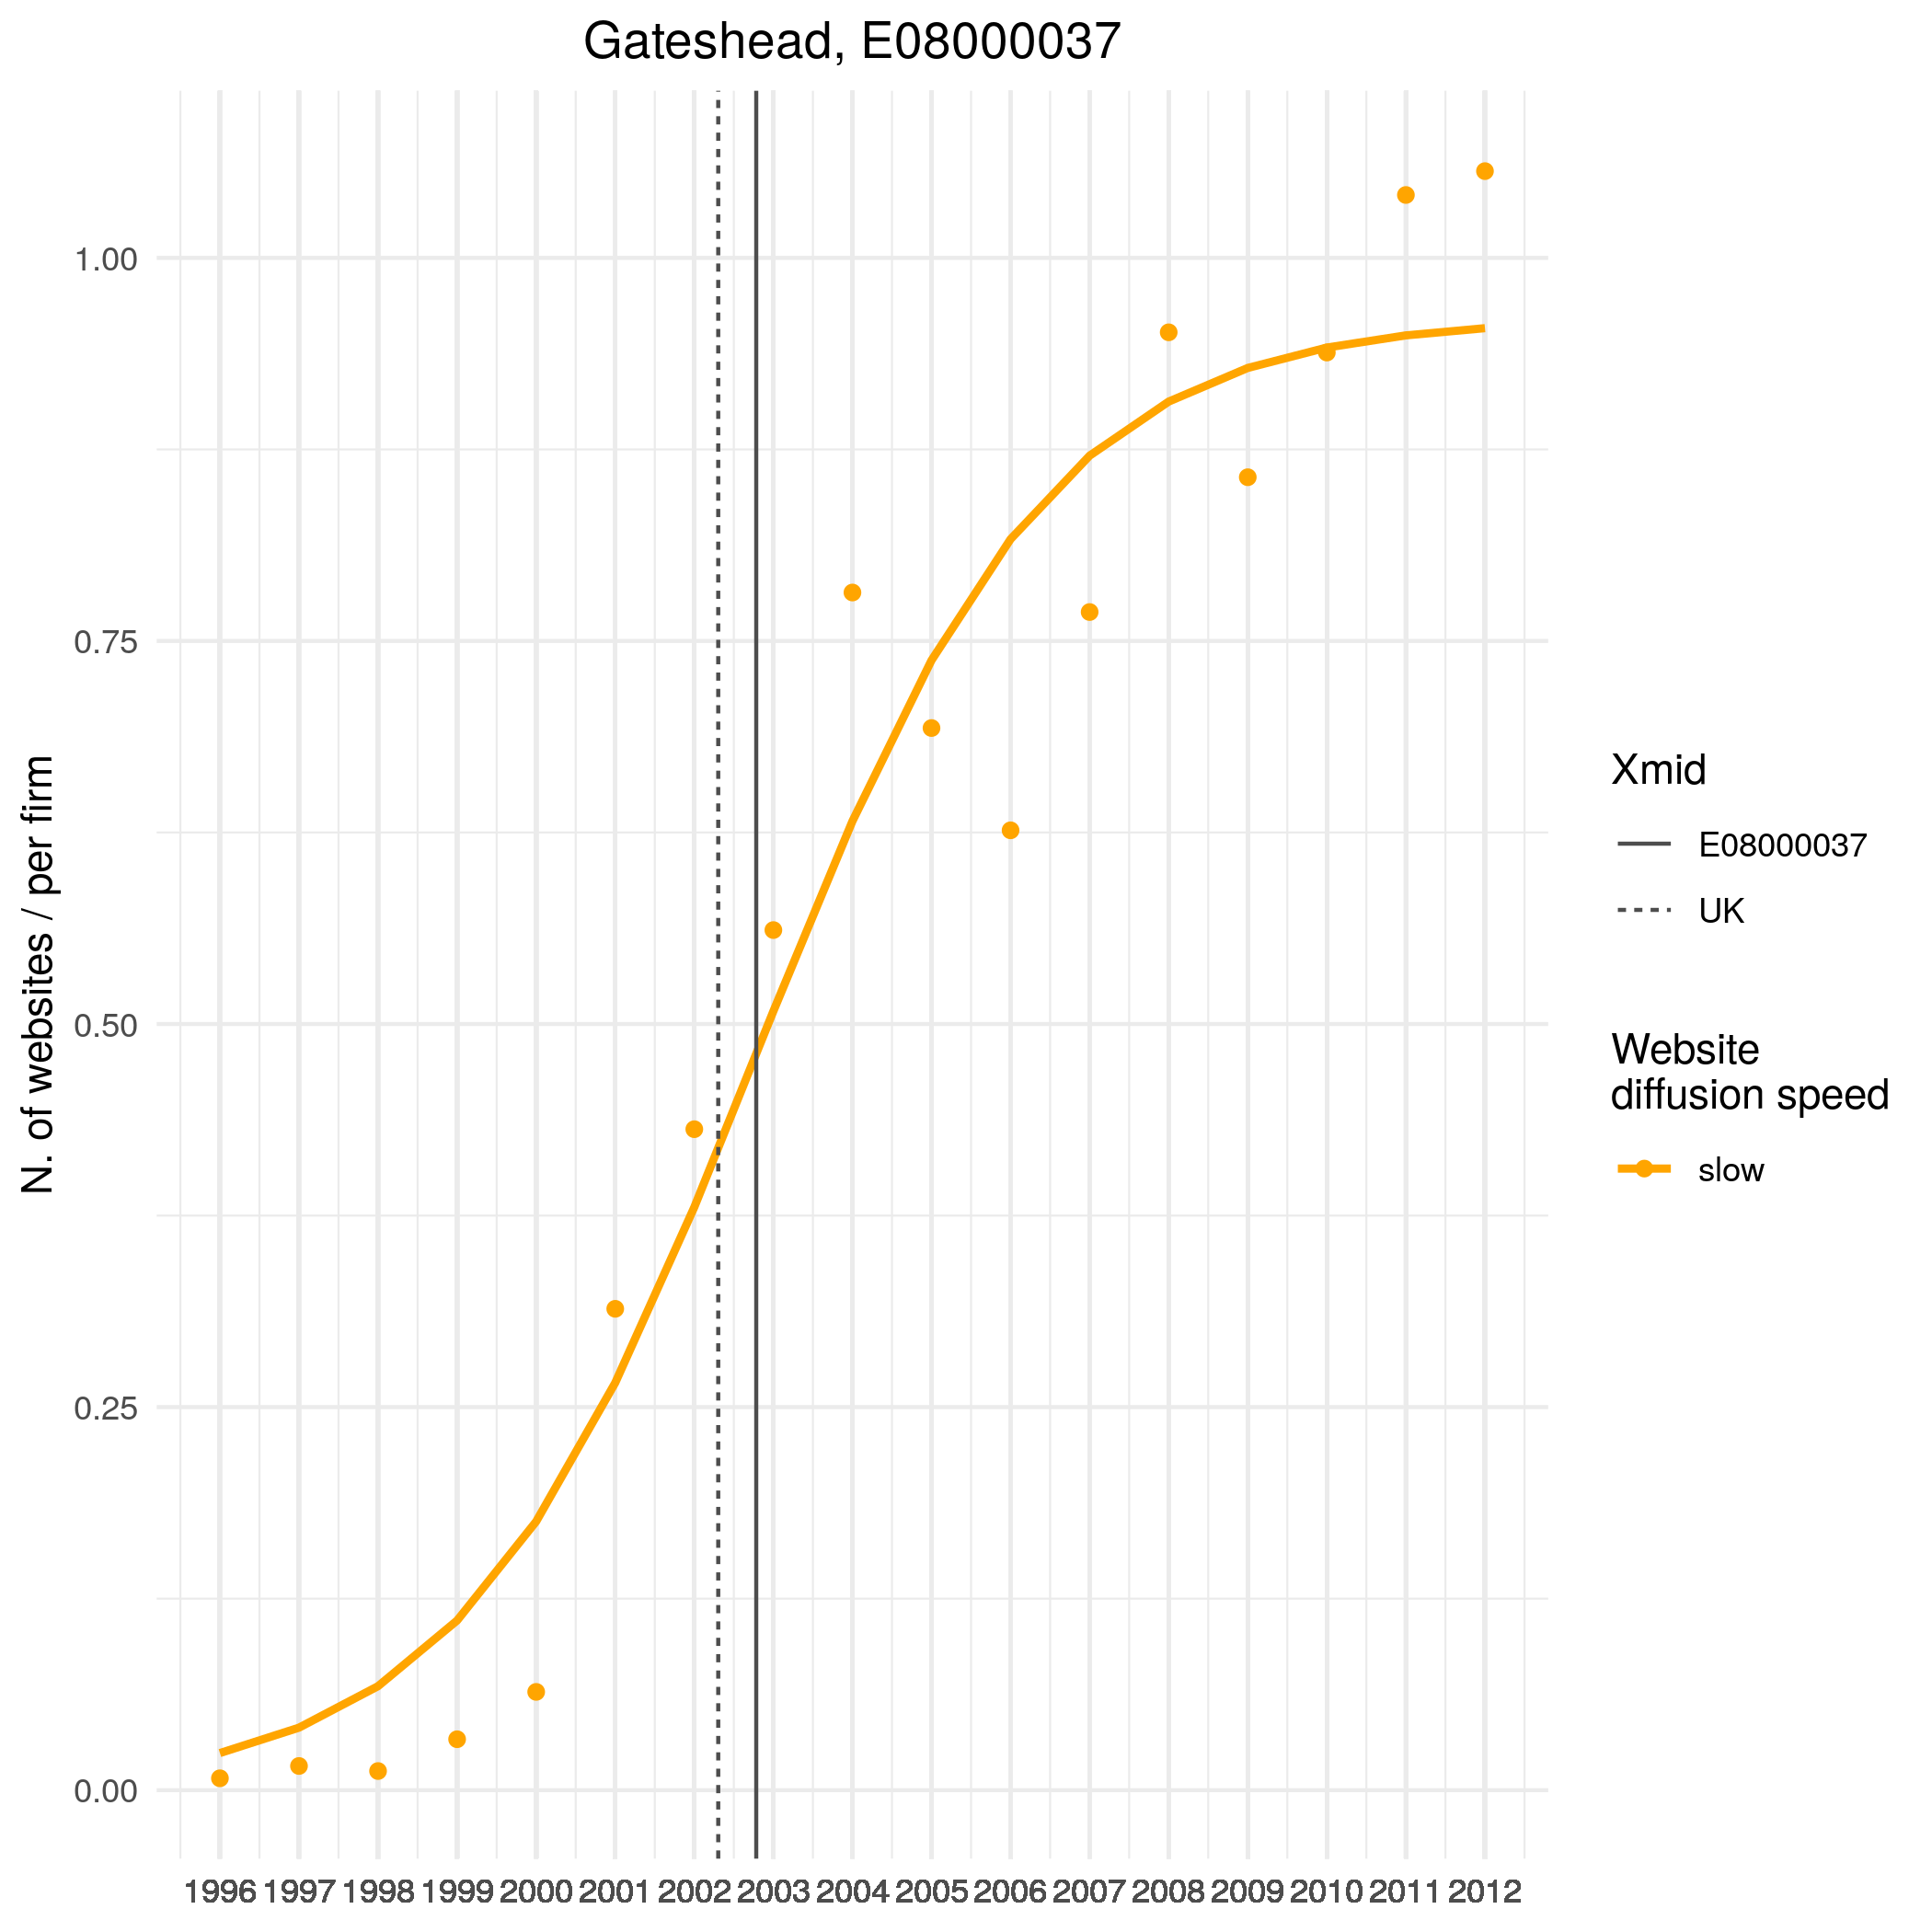 Gateshead, E08000037
N. of websites / per firm
1.00
0.75
0.50
0.25
0.00
1996 1997 1998 1999 2000 2001 2002 2003 2004 2005 2006 2007 2008 2009 2010 2011 2012
Xmid
E08000037
UK
Website
diffusion speed
slow